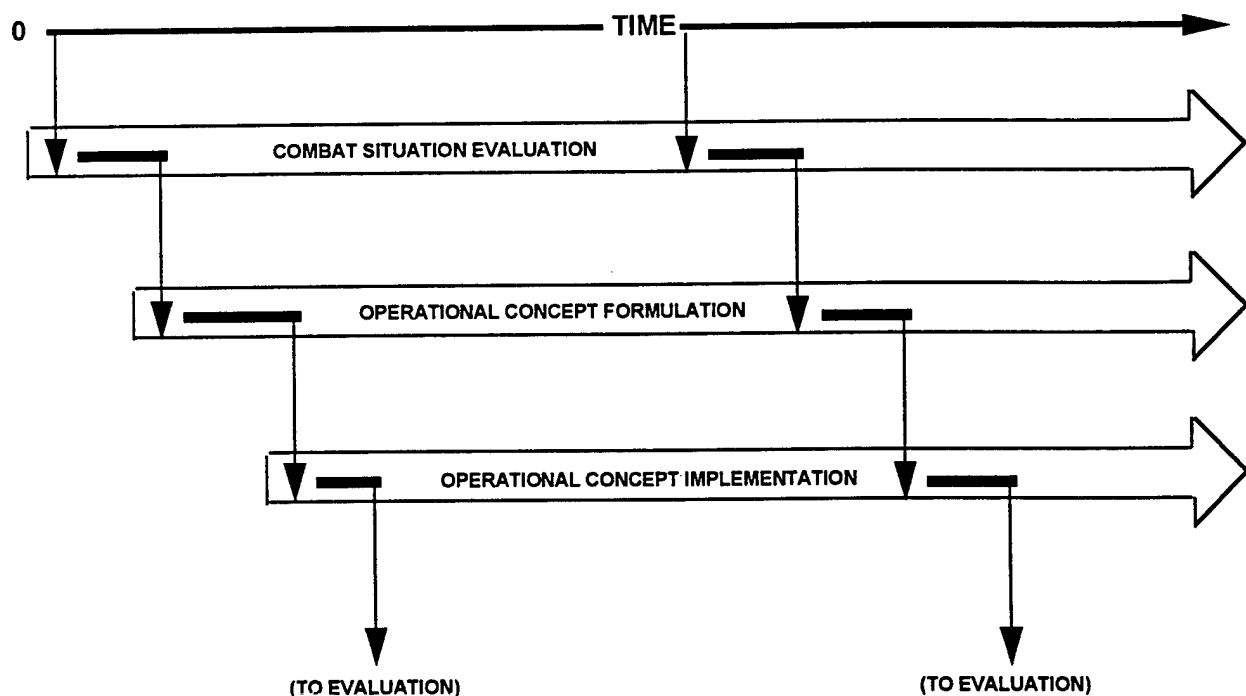 0 TIME
COMBAT SITUATION EVALUATION
OPERATIONAL CONCEPT FORMULATION
OPERATIONAL CONCEPT IMPLEMENTATION
(TO EVALUATION) (TO EVALUATION)